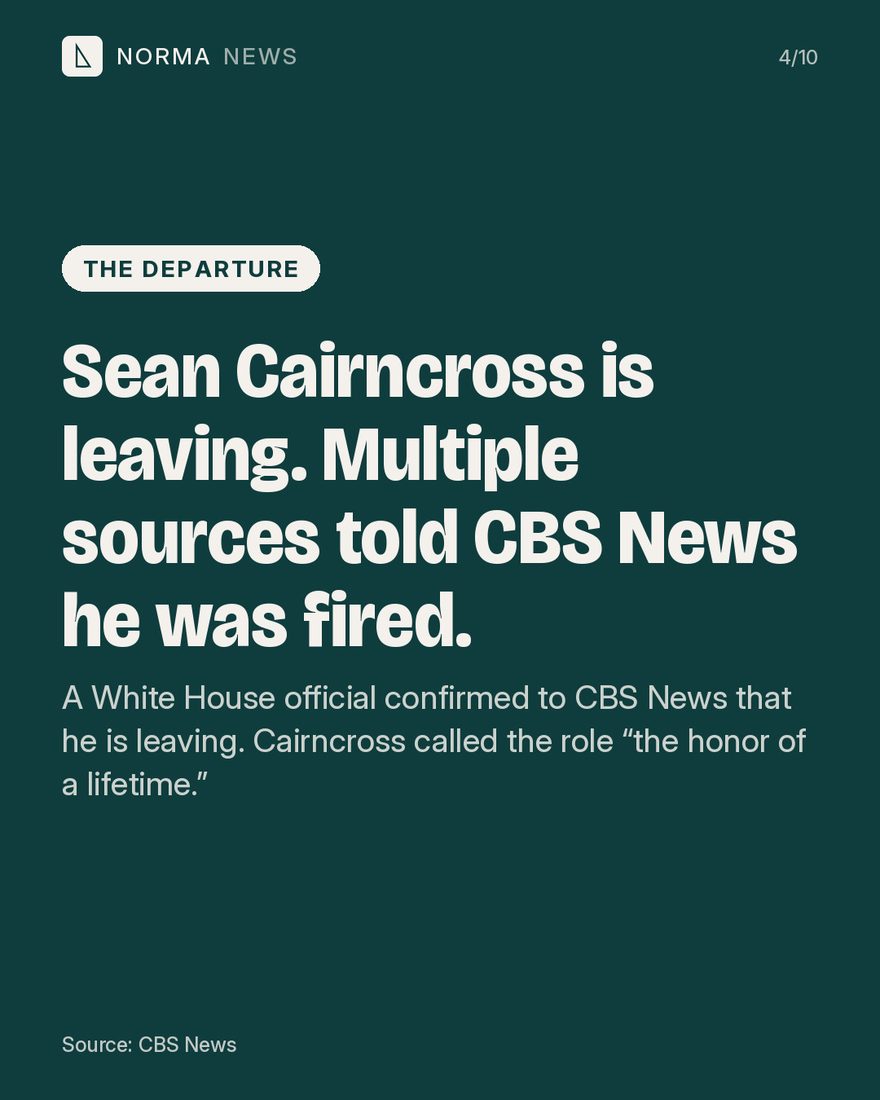 NORMA NEWS
4/10
THE DEPARTURE
Sean Cairncross is
leaving. Multiple
sources told CBS News
he was fired.
A White House official confirmed to CBS News that
he is leaving. Cairncross called the role “the honor of
a lifetime.”
Source: CBS News